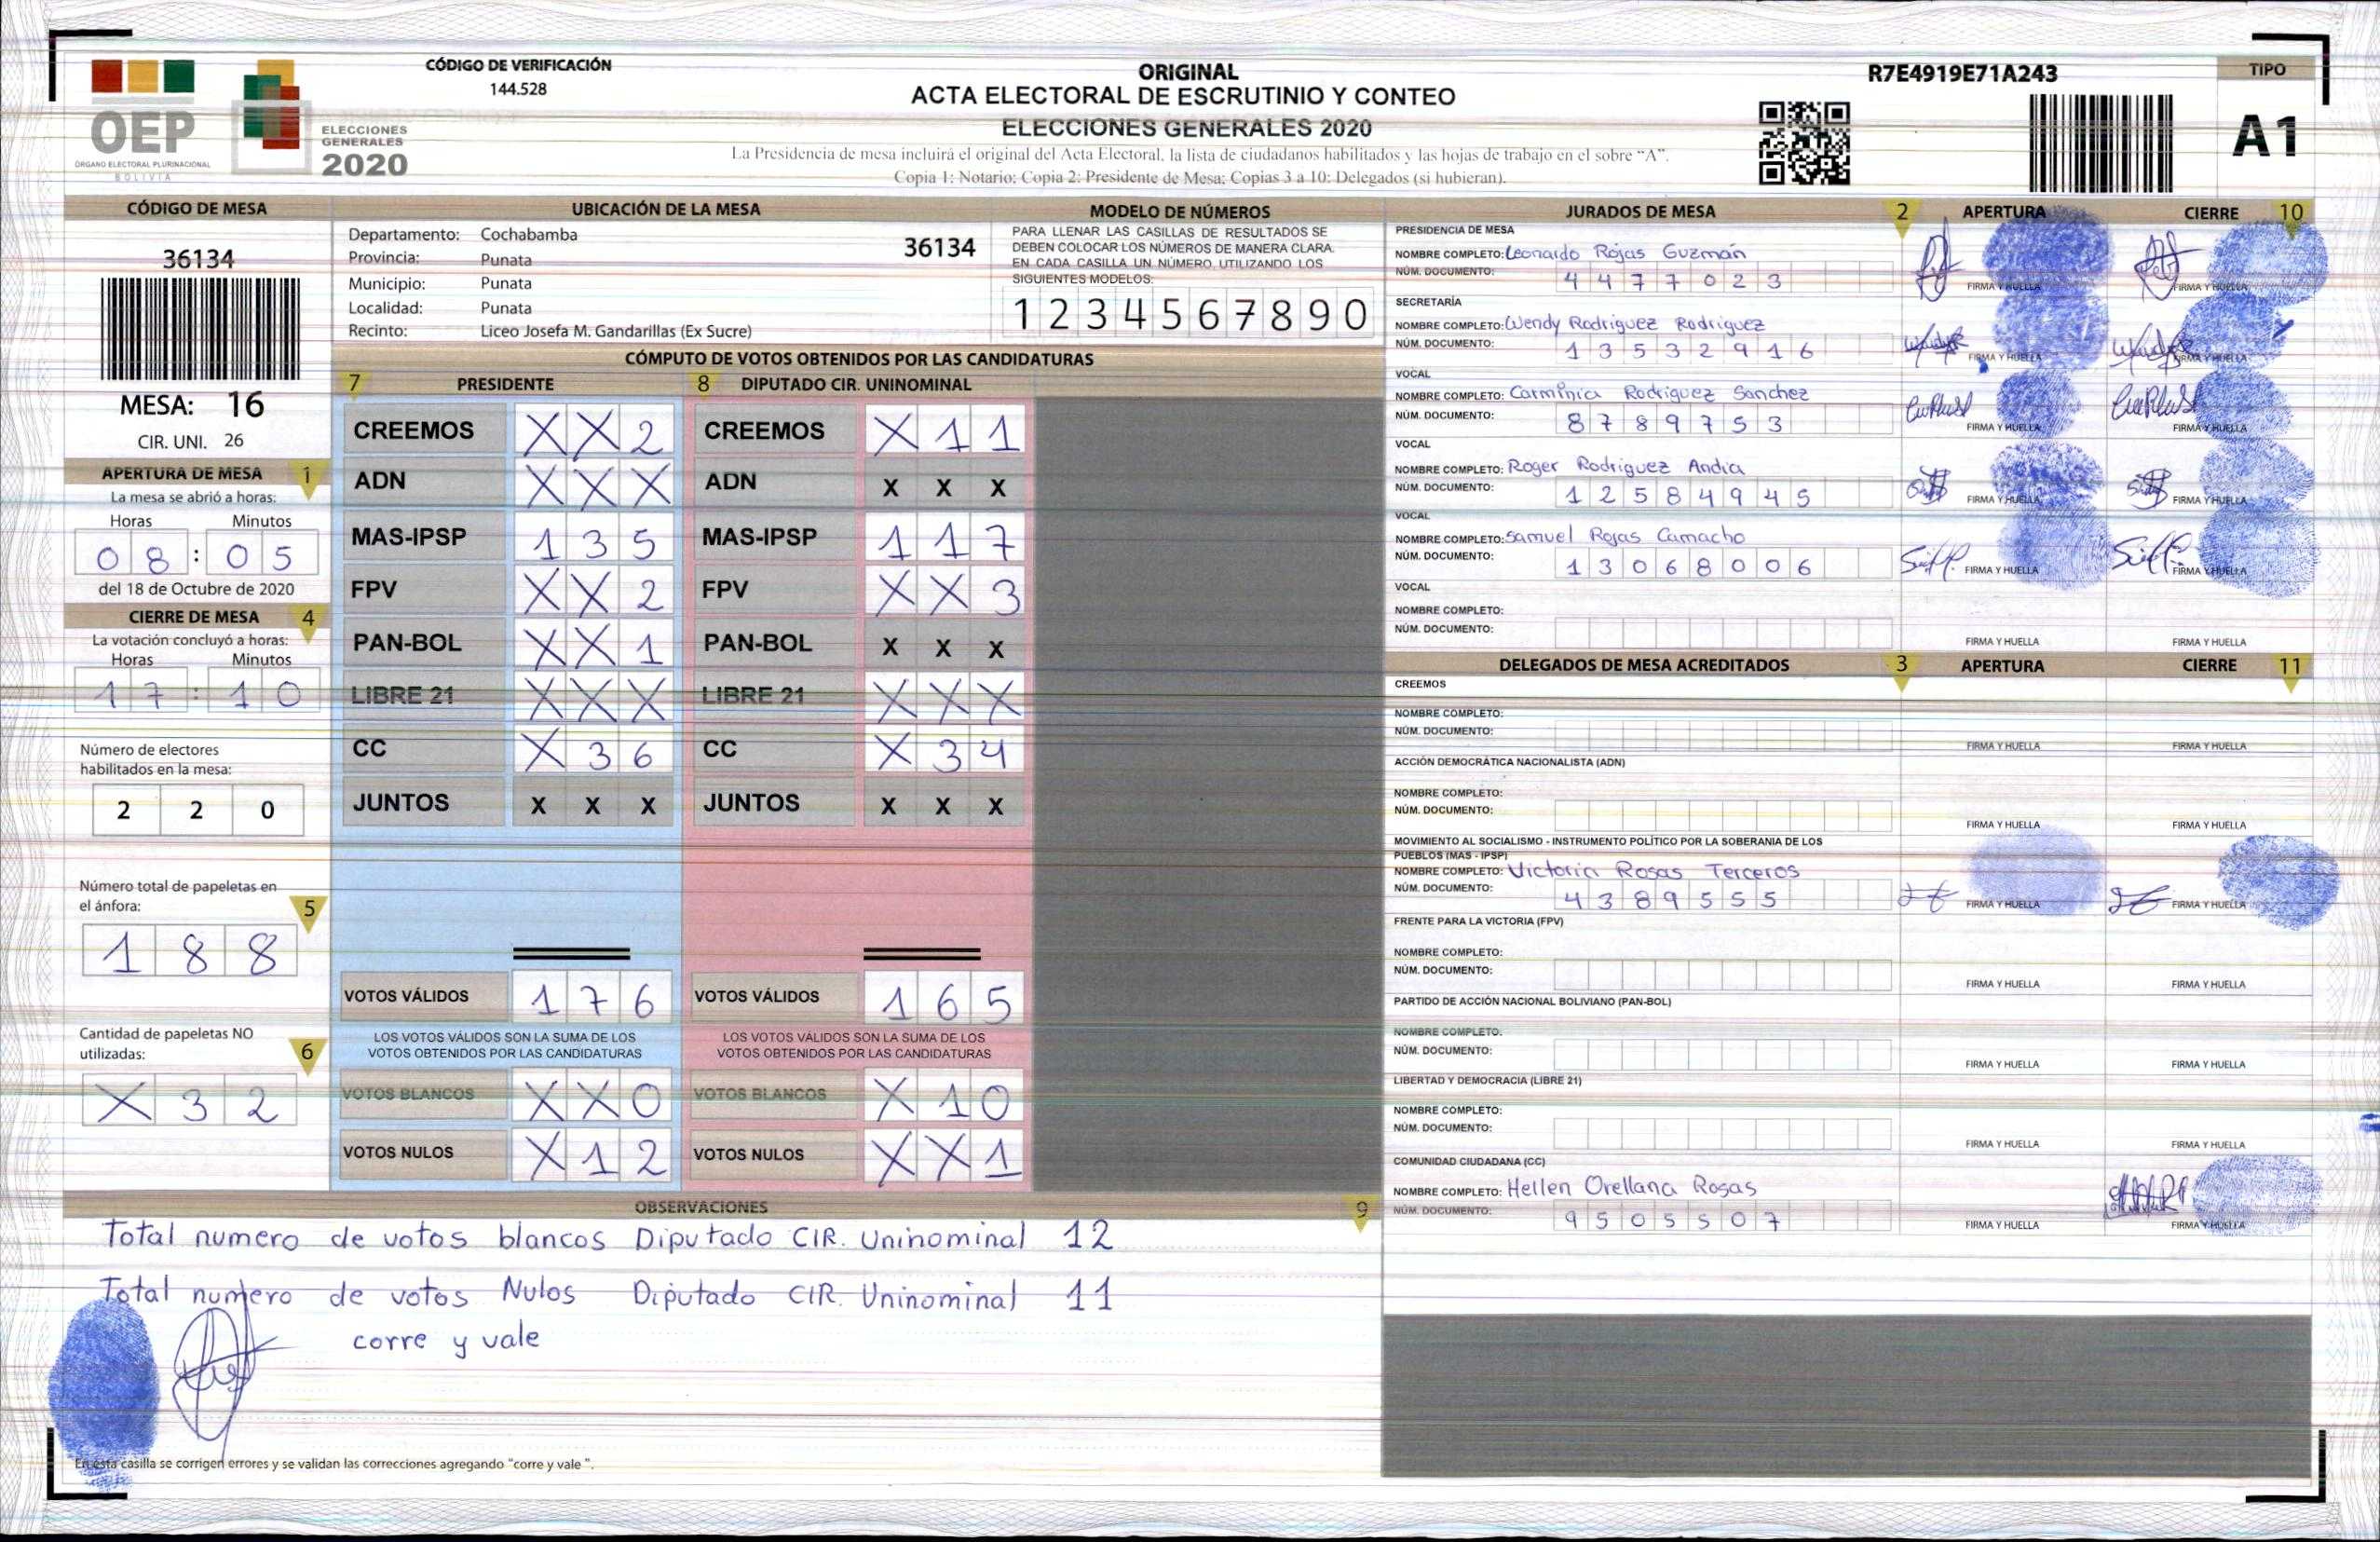 CÓDIGO DE VERIFICACIÓN
144.528
OEP
ÓRGANO ELECTORAL PLURINACIONAL
BOLIVIA
ELECCIONES
GENERALES
2020
ORIGINAL
ACTA ELECTORAL DE ESCRUTINIO Y CONTEO
ELECCIONES GENERALES 2020
La Presidencia de mesa incluirá el original del Acta Electoral, la lista de ciudadanos habilitados y las hojas de trabajo en el sobre “A”.
Copia 1: Notario; Copia 2: Presidente de Mesa; Copias 3 a 10: Delegados (si hubieran).
R7E4919E71A243
TIPO
A1
CÓDIGO DE MESA
36134
MESA: 16
CIR. UNI. 26
APERTURA DE MESA 1
La mesa se abrió a horas:
Horas Minutos
0 8 : 0 5
del 18 de Octubre de 2020
CIERRE DE MESA 4
La votación concluyó a horas:
Horas Minutos
1 7 : 1 0
Número de electores
habilitados en la mesa:
2 2 0
Número total de papeletas en
el ánfora: 5
1 8 8
Cantidad de papeletas NO
utilizadas: 6
X 3 2
UBICACIÓN DE LA MESA
Departamento: Cochabamba 36134
Provincia: Punata
Municipio: Punata
Localidad: Punata
Recinto: Liceo Josefa M. Gandarillas (Ex Sucre)
MODELO DE NÚMEROS
PARA LLENAR LAS CASILLAS DE RESULTADOS SE
DEBEN COLOCAR LOS NÚMEROS DE MANERA CLARA.
EN CADA CASILLA UN NÚMERO, UTILIZANDO LOS
SIGUIENTES MODELOS:
1 2 3 4 5 6 7 8 9 0
CÓMPUTO DE VOTOS OBTENIDOS POR LAS CANDIDATURAS
7 PRESIDENTE 8 DIPUTADO CIR. UNINOMINAL
CREEMOS X X 2 CREEMOS X 1 1
ADN X X X ADN X X X
MAS-IPSP 1 3 5 MAS-IPSP 1 1 7
FPV X X 2 FPV X X 3
PAN-BOL X X 1 PAN-BOL X X X
LIBRE 21 X X X LIBRE 21 X X X
CC X 3 6 CC X 3 4
JUNTOS X X X JUNTOS X X X
VOTOS VÁLIDOS 1 7 6 VOTOS VÁLIDOS 1 6 5
LOS VOTOS VÁLIDOS SON LA SUMA DE LOS LOS VOTOS VÁLIDOS SON LA SUMA DE LOS
VOTOS OBTENIDOS POR LAS CANDIDATURAS VOTOS OBTENIDOS POR LAS CANDIDATURAS
VOTOS BLANCOS X X 0 VOTOS BLANCOS X 1 0
VOTOS NULOS X 1 2 VOTOS NULOS X X 1
OBSERVACIONES 9
Total numero de votos blancos Diputado CIR. Uninominal 12
Total numero de votos Nulos Diputado CIR. Uninominal 11
corre y vale
En esta casilla se corrigen errores y se validan las correcciones agregando "corre y vale ".
JURADOS DE MESA 2 APERTURA CIERRE 10
PRESIDENCIA DE MESA
NOMBRE COMPLETO: Leonardo Rojas Guzmán
NÚM. DOCUMENTO: 4 4 7 7 0 2 3
FIRMA Y HUELLA FIRMA Y HUELLA
SECRETARÍA
NOMBRE COMPLETO: Wendy Rodriguez Rodriguez
NÚM. DOCUMENTO: 1 3 5 3 2 9 1 6
FIRMA Y HUELLA FIRMA Y HUELLA
VOCAL
NOMBRE COMPLETO: Carminia Rodriguez Sanchez
NÚM. DOCUMENTO: 8 7 8 9 7 5 3
FIRMA Y HUELLA FIRMA Y HUELLA
VOCAL
NOMBRE COMPLETO: Roger Rodriguez Andia
NÚM. DOCUMENTO: 1 2 5 8 4 9 4 5
FIRMA Y HUELLA FIRMA Y HUELLA
VOCAL
NOMBRE COMPLETO: Samuel Rojas Camacho
NÚM. DOCUMENTO: 1 3 0 6 8 0 0 6
FIRMA Y HUELLA FIRMA Y HUELLA
VOCAL
NOMBRE COMPLETO:
NÚM. DOCUMENTO:
FIRMA Y HUELLA FIRMA Y HUELLA
DELEGADOS DE MESA ACREDITADOS 3 APERTURA CIERRE 11
CREEMOS
NOMBRE COMPLETO:
NÚM. DOCUMENTO:
FIRMA Y HUELLA FIRMA Y HUELLA
ACCIÓN DEMOCRÁTICA NACIONALISTA (ADN)
NOMBRE COMPLETO:
NÚM. DOCUMENTO:
FIRMA Y HUELLA FIRMA Y HUELLA
MOVIMIENTO AL SOCIALISMO - INSTRUMENTO POLÍTICO POR LA SOBERANIA DE LOS
PUEBLOS (MAS - IPSP)
NOMBRE COMPLETO: Victoria Rosas Terceros
NÚM. DOCUMENTO: 4 3 8 9 5 5 5
FIRMA Y HUELLA FIRMA Y HUELLA
FRENTE PARA LA VICTORIA (FPV)
NOMBRE COMPLETO:
NÚM. DOCUMENTO:
FIRMA Y HUELLA FIRMA Y HUELLA
PARTIDO DE ACCIÓN NACIONAL BOLIVIANO (PAN-BOL)
NOMBRE COMPLETO:
NÚM. DOCUMENTO:
FIRMA Y HUELLA FIRMA Y HUELLA
LIBERTAD Y DEMOCRACIA (LIBRE 21)
NOMBRE COMPLETO:
NÚM. DOCUMENTO:
FIRMA Y HUELLA FIRMA Y HUELLA
COMUNIDAD CIUDADANA (CC)
NOMBRE COMPLETO: Hellen Orellana Rosas
NÚM. DOCUMENTO: 9 5 0 5 5 0 7
FIRMA Y HUELLA FIRMA Y HUELLA